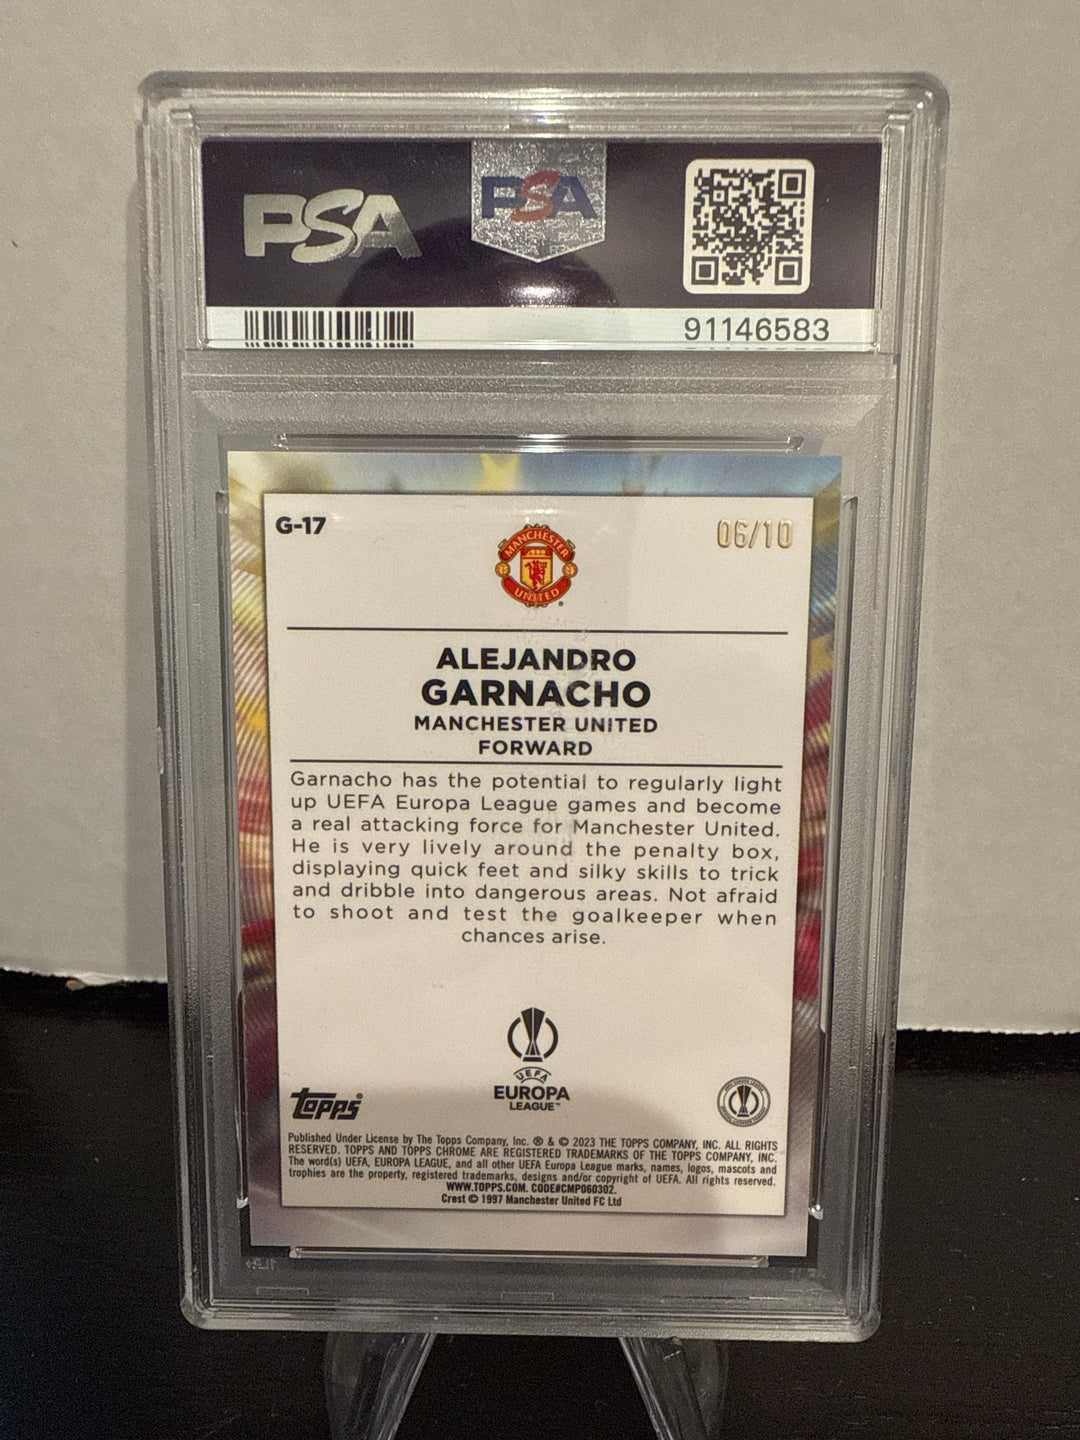 PSA
PSA
91146583
G-17
06/10
MANCHESTER
UNITED
ALEJANDRO
GARNACHO
MANCHESTER UNITED
FORWARD
Garnacho has the potential to regularly light
up UEFA Europa League games and become
a real attacking force for Manchester United.
He is very lively around the penalty box,
displaying quick feet and silky skills to trick
and dribble into dangerous areas. Not afraid
to shoot and test the goalkeeper when
chances arise.
UEFA
EUROPA
LEAGUE™
topps®
Published Under License by The Topps Company, Inc. ® & © 2023 THE TOPPS COMPANY, INC. ALL RIGHTS
RESERVED. TOPPS AND TOPPS CHROME ARE REGISTERED TRADEMARKS OF THE TOPPS COMPANY, INC.
The word(s) UEFA, EUROPA LEAGUE, and all other UEFA Europa League marks, names, logos, mascots and
trophies are the property, registered trademarks, designs and/or copyright of UEFA. All rights reserved.
WWW.TOPPS.COM. CODE#CMP060302.
Crest © 1997 Manchester United FC Ltd